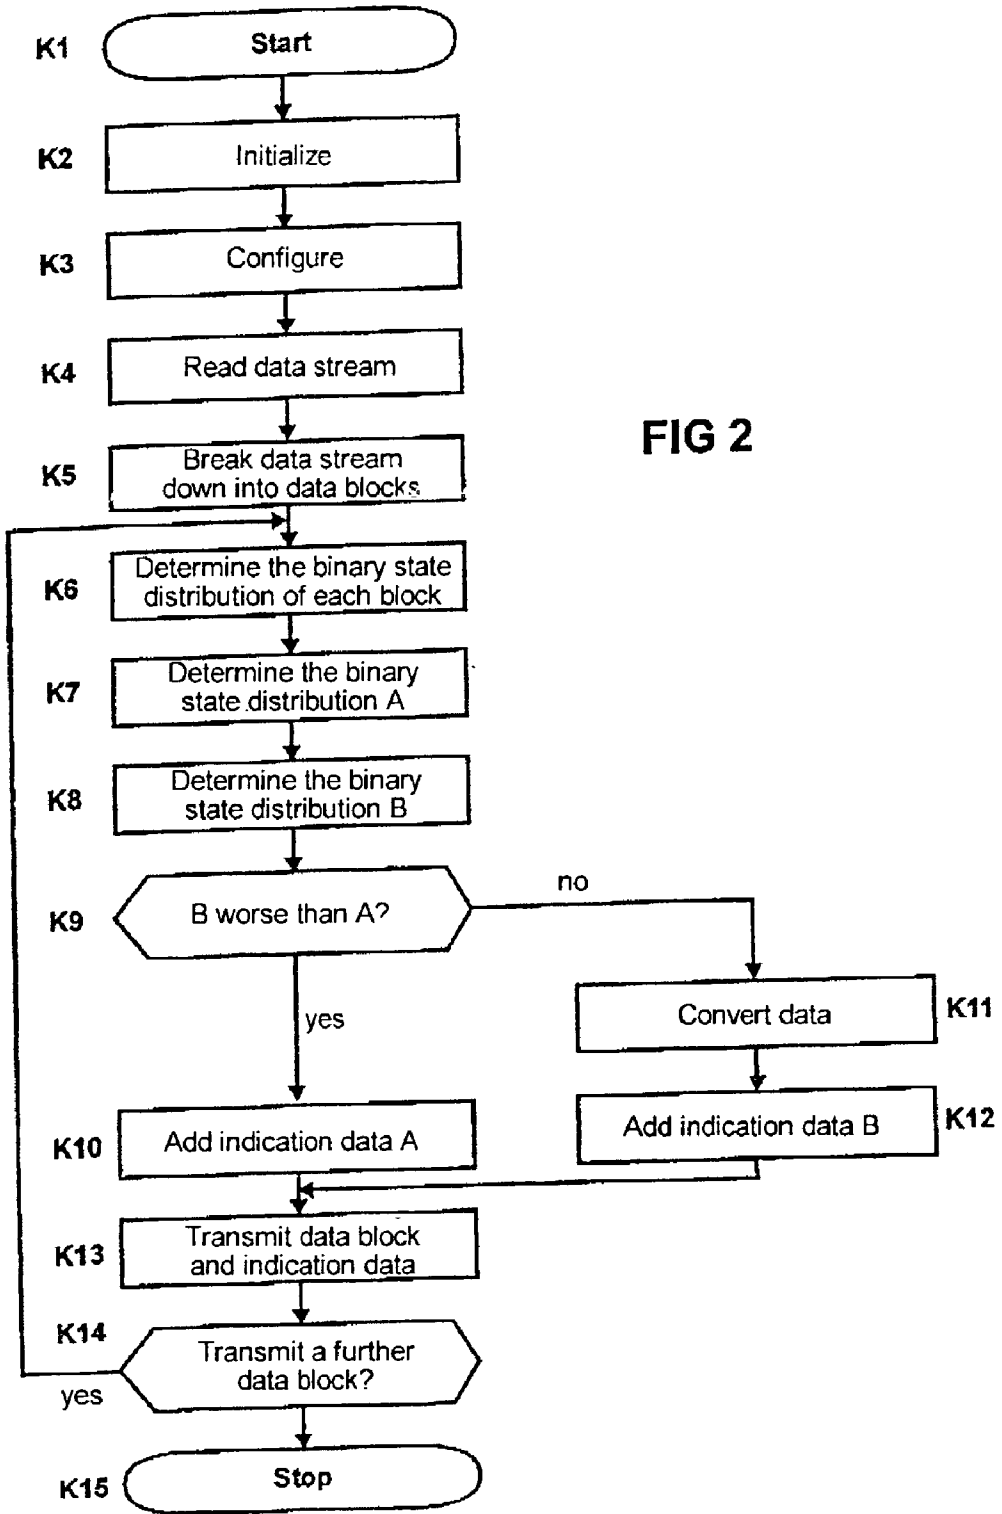 K1
Start
K2
Initialize
K3
Configure
K4
Read data stream
FIG 2
K5
Break data stream
down into data blocks
K6
Determine the binary state
distribution of each block
K7
Determine the binary
state distribution A
K8
Determine the binary
state distribution B
K9
B worse than A?
no
yes
Convert data
K11
K10
Add indication data A
Add indication data B
K12
K13
Transmit data block
and indication data
K14
Transmit a further
data block?
yes
K15
Stop